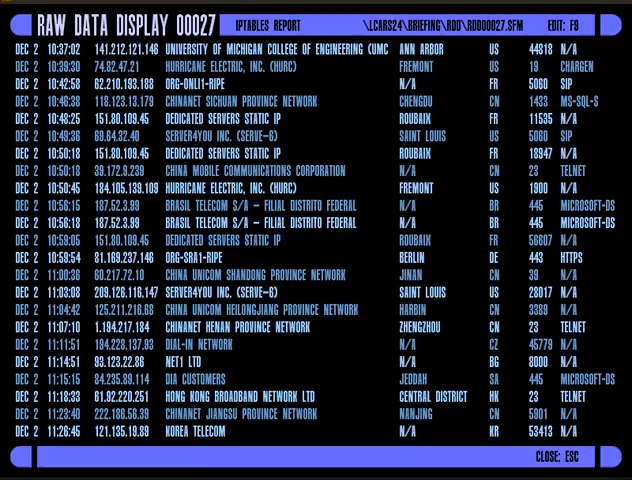 RAW DATA DISPLAY 00027 IPTABLES REPORT \LCARS24\BRIEFING\RDD\RDD00027.SFM EDIT: F9
DEC 2 10:37:02 141.212.121.146 UNIVERSITY OF MICHIGAN COLLEGE OF ENGINEERING (UMC ANN ARBOR US 44818 N/A
DEC 2 10:39:30 74.82.47.21 HURRICANE ELECTRIC, INC. (HURC) FREMONT US 19 CHARGEN
DEC 2 10:42:58 62.210.193.188 ORG-ONLI1-RIPE N/A FR 5060 SIP
DEC 2 10:46:38 118.123.13.179 CHINANET SICHUAN PROVINCE NETWORK CHENGDU CN 1433 MS-SQL-S
DEC 2 10:48:25 151.80.109.45 DEDICATED SERVERS STATIC IP ROUBAIX FR 11535 N/A
DEC 2 10:49:36 69.64.32.40 SERVER4YOU INC. (SERVE-6) SAINT LOUIS US 5060 SIP
DEC 2 10:50:18 151.80.109.45 DEDICATED SERVERS STATIC IP ROUBAIX FR 18947 N/A
DEC 2 10:50:18 39.172.9.239 CHINA MOBILE COMMUNICATIONS CORPORATION N/A CN 23 TELNET
DEC 2 10:50:45 184.105.139.109 HURRICANE ELECTRIC, INC. (HURC) FREMONT US 1900 N/A
DEC 2 10:56:15 187.52.3.99 BRASIL TELECOM S/A - FILIAL DISTRITO FEDERAL N/A BR 445 MICROSOFT-DS
DEC 2 10:56:18 187.52.3.99 BRASIL TELECOM S/A - FILIAL DISTRITO FEDERAL N/A BR 445 MICROSOFT-DS
DEC 2 10:59:05 151.80.109.45 DEDICATED SERVERS STATIC IP ROUBAIX FR 56607 N/A
DEC 2 10:59:54 81.169.237.146 ORG-SRA1-RIPE BERLIN DE 443 HTTPS
DEC 2 11:00:36 60.217.72.10 CHINA UNICOM SHANDONG PROVINCE NETWORK JINAN CN 39 N/A
DEC 2 11:03:08 209.126.116.147 SERVER4YOU INC. (SERVE-6) SAINT LOUIS US 28017 N/A
DEC 2 11:04:42 125.211.216.68 CHINA UNICOM HEILONGJIANG PROVINCE NETWORK HARBIN CN 3389 N/A
DEC 2 11:07:10 1.194.217.184 CHINANET HENAN PROVINCE NETWORK ZHENGZHOU CN 23 TELNET
DEC 2 11:11:51 194.228.137.93 DIAL-IN NETWORK N/A CZ 45779 N/A
DEC 2 11:14:51 93.123.22.86 NET1 LTD N/A BG 8000 N/A
DEC 2 11:15:15 84.235.89.114 DIA CUSTOMERS JEDDAH SA 445 MICROSOFT-DS
DEC 2 11:18:33 61.92.220.251 HONG KONG BROADBAND NETWORK LTD CENTRAL DISTRICT HK 23 TELNET
DEC 2 11:23:40 222.186.56.39 CHINANET JIANGSU PROVINCE NETWORK NANJING CN 5901 N/A
DEC 2 11:26:45 121.135.19.89 KOREA TELECOM N/A KR 53413 N/A
CLOSE: ESC